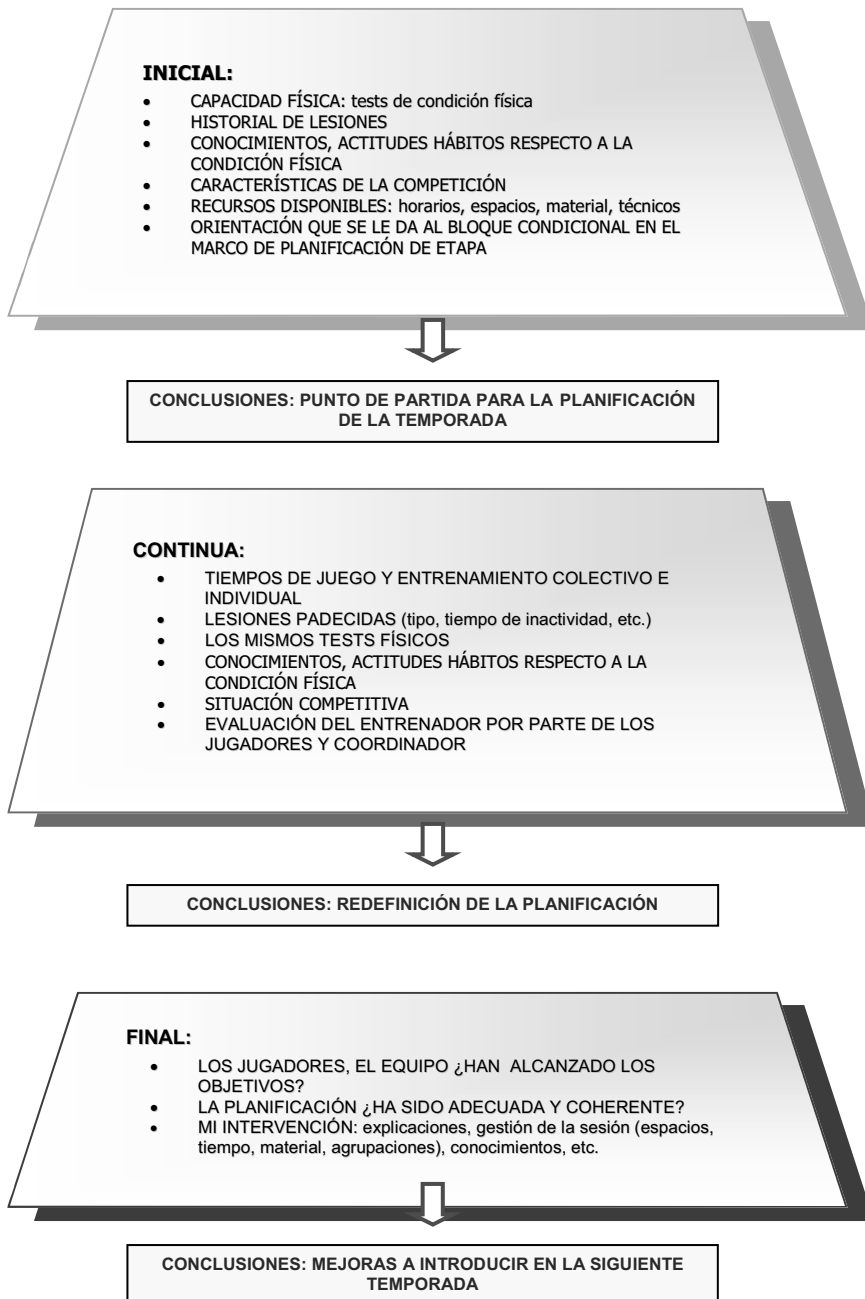 INICIAL:
• CAPACIDAD FÍSICA: tests de condición física
• HISTORIAL DE LESIONES
• CONOCIMIENTOS, ACTITUDES HÁBITOS RESPECTO A LA
CONDICIÓN FÍSICA
• CARACTERÍSTICAS DE LA COMPETICIÓN
• RECURSOS DISPONIBLES: horarios, espacios, material, técnicos
• ORIENTACIÓN QUE SE LE DA AL BLOQUE CONDICIONAL EN EL
MARCO DE PLANIFICACIÓN DE ETAPA
CONCLUSIONES: PUNTO DE PARTIDA PARA LA PLANIFICACIÓN
DE LA TEMPORADA
CONTINUA:
• TIEMPOS DE JUEGO Y ENTRENAMIENTO COLECTIVO E
INDIVIDUAL
• LESIONES PADECIDAS (tipo, tiempo de inactividad, etc.)
• LOS MISMOS TESTS FÍSICOS
• CONOCIMIENTOS, ACTITUDES HÁBITOS RESPECTO A LA
CONDICIÓN FÍSICA
• SITUACIÓN COMPETITIVA
• EVALUACIÓN DEL ENTRENADOR POR PARTE DE LOS
JUGADORES Y COORDINADOR
CONCLUSIONES: REDEFINICIÓN DE LA PLANIFICACIÓN
FINAL:
• LOS JUGADORES, EL EQUIPO ¿HAN ALCANZADO LOS
OBJETIVOS?
• LA PLANIFICACIÓN ¿HA SIDO ADECUADA Y COHERENTE?
• MI INTERVENCIÓN: explicaciones, gestión de la sesión (espacios,
tiempo, material, agrupaciones), conocimientos, etc.
CONCLUSIONES: MEJORAS A INTRODUCIR EN LA SIGUIENTE
TEMPORADA